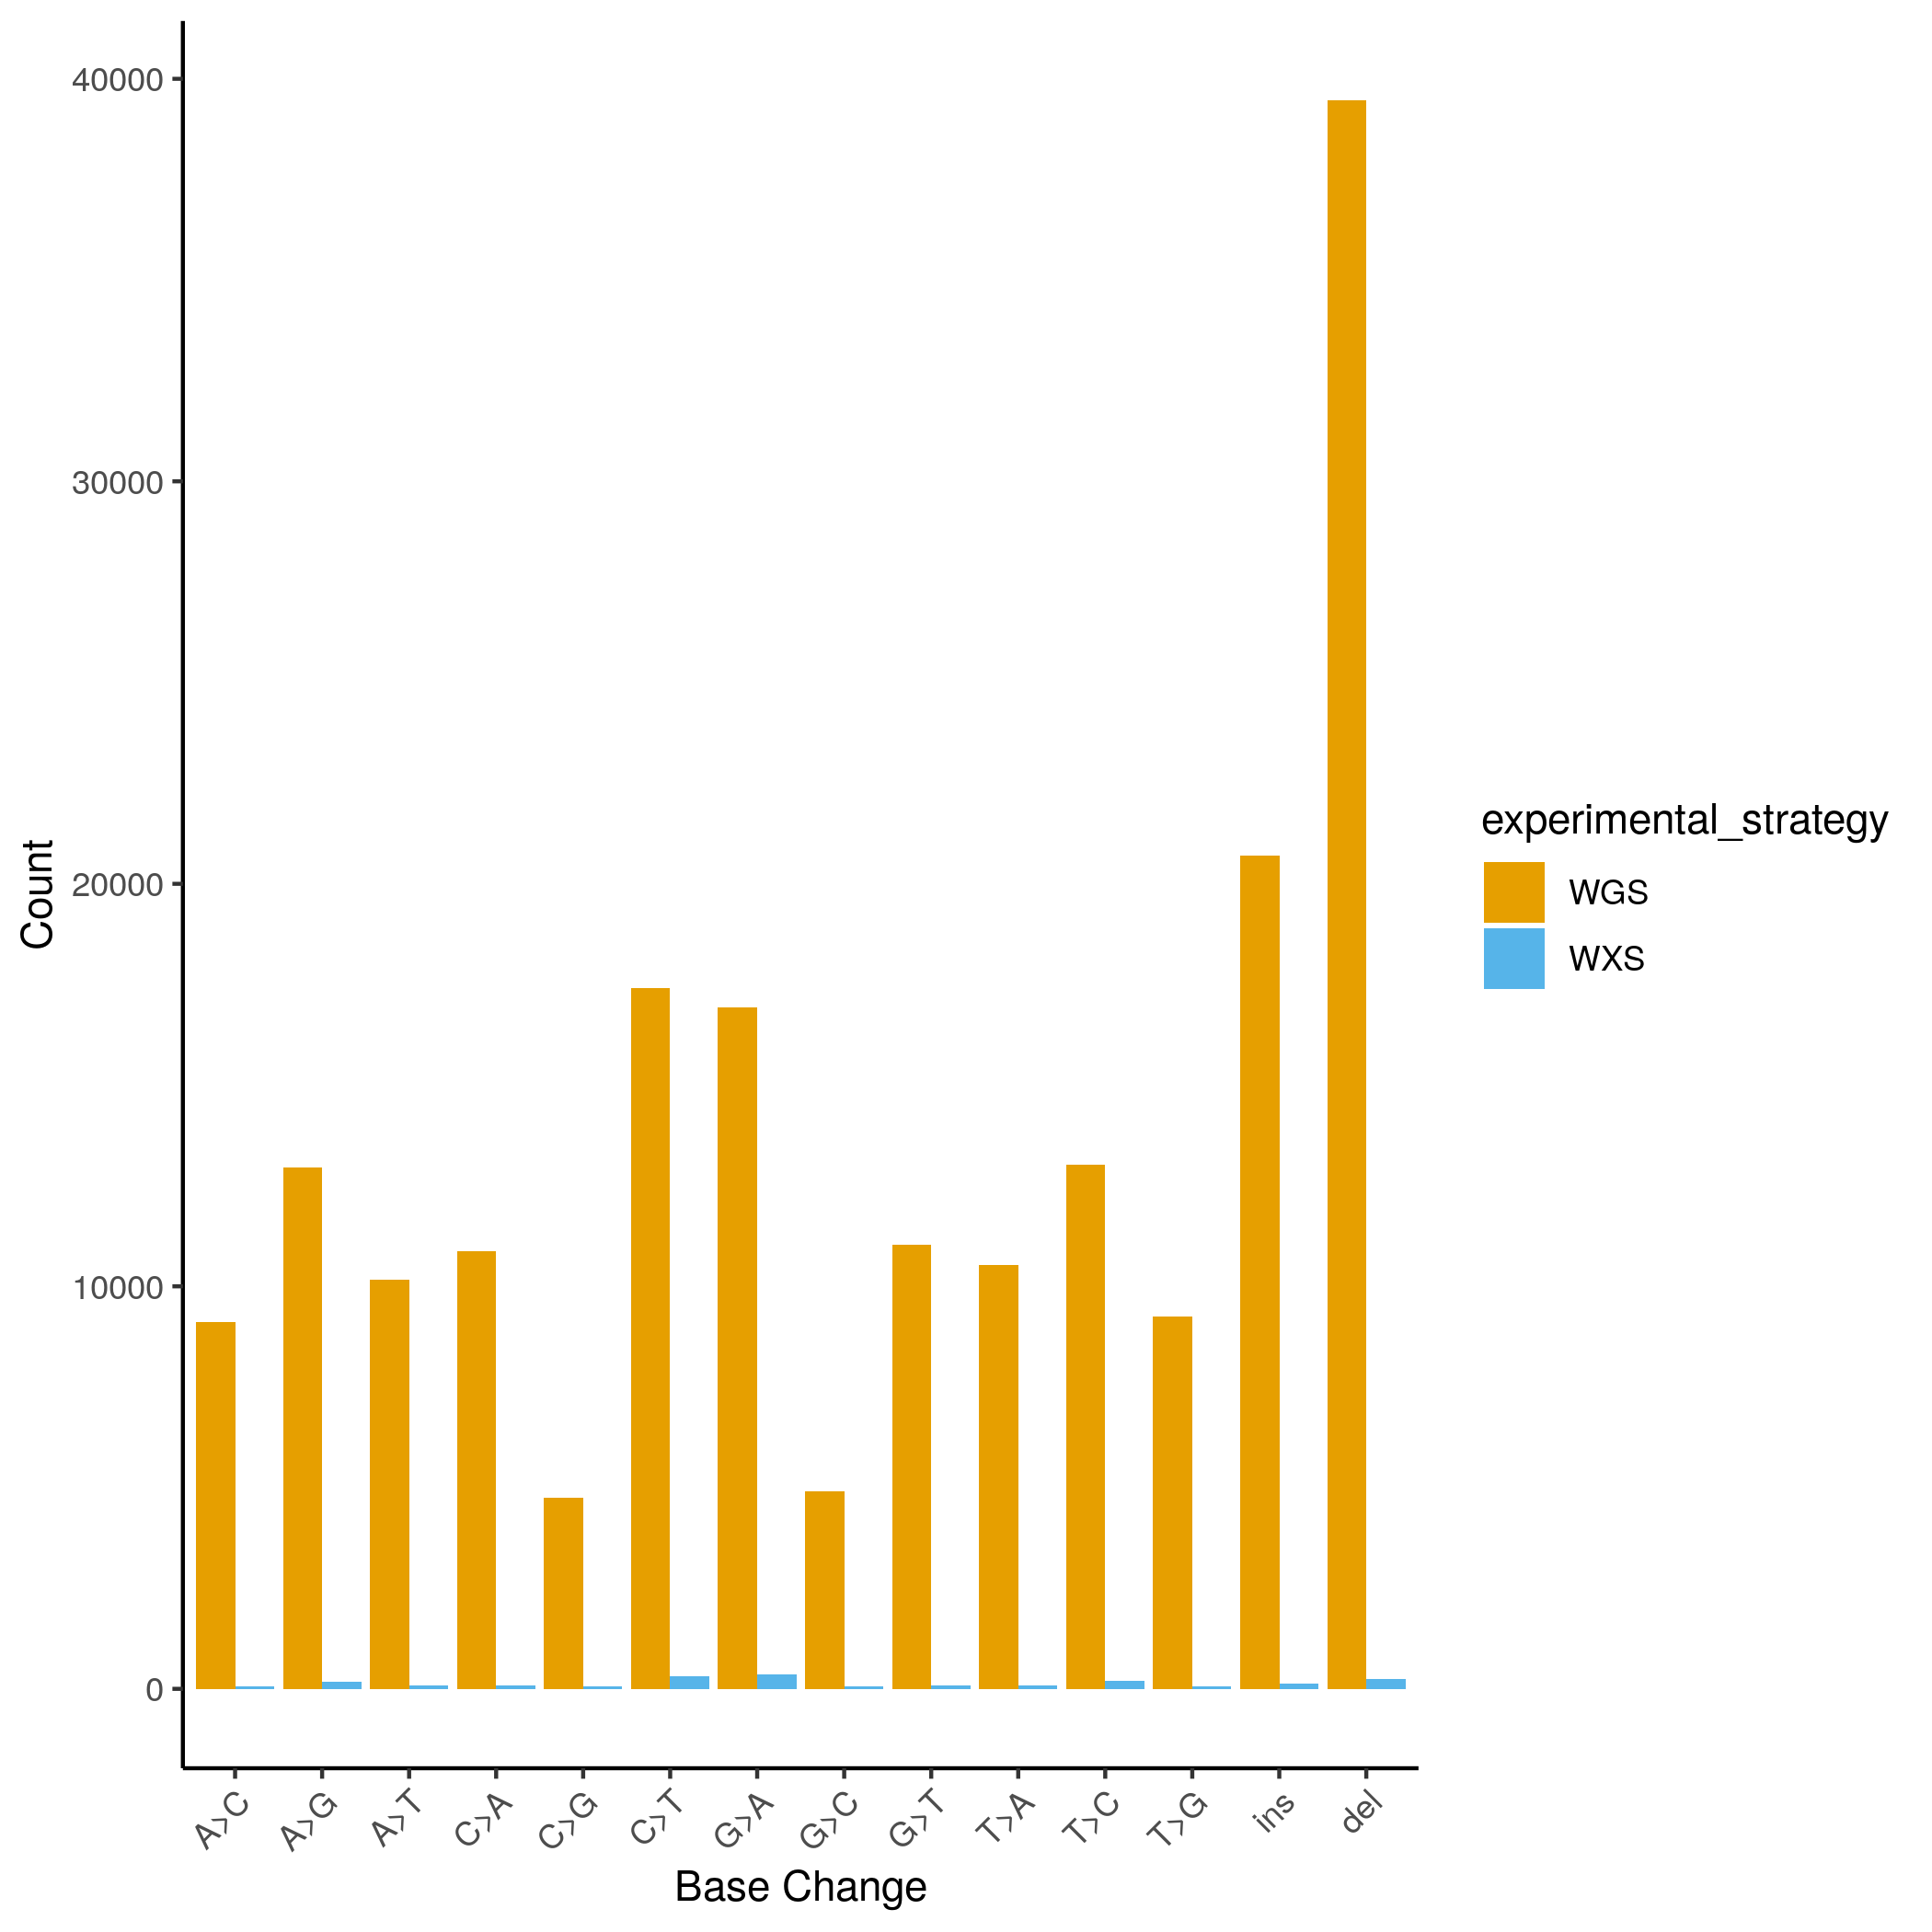 40000
30000
20000
10000
0
Count
A>C
A>G
A>T
C>A
C>G
C>T
G>A
G>C
G>T
T>A
T>C
T>G
ins
del
Base Change
experimental_strategy
WGS
WXS